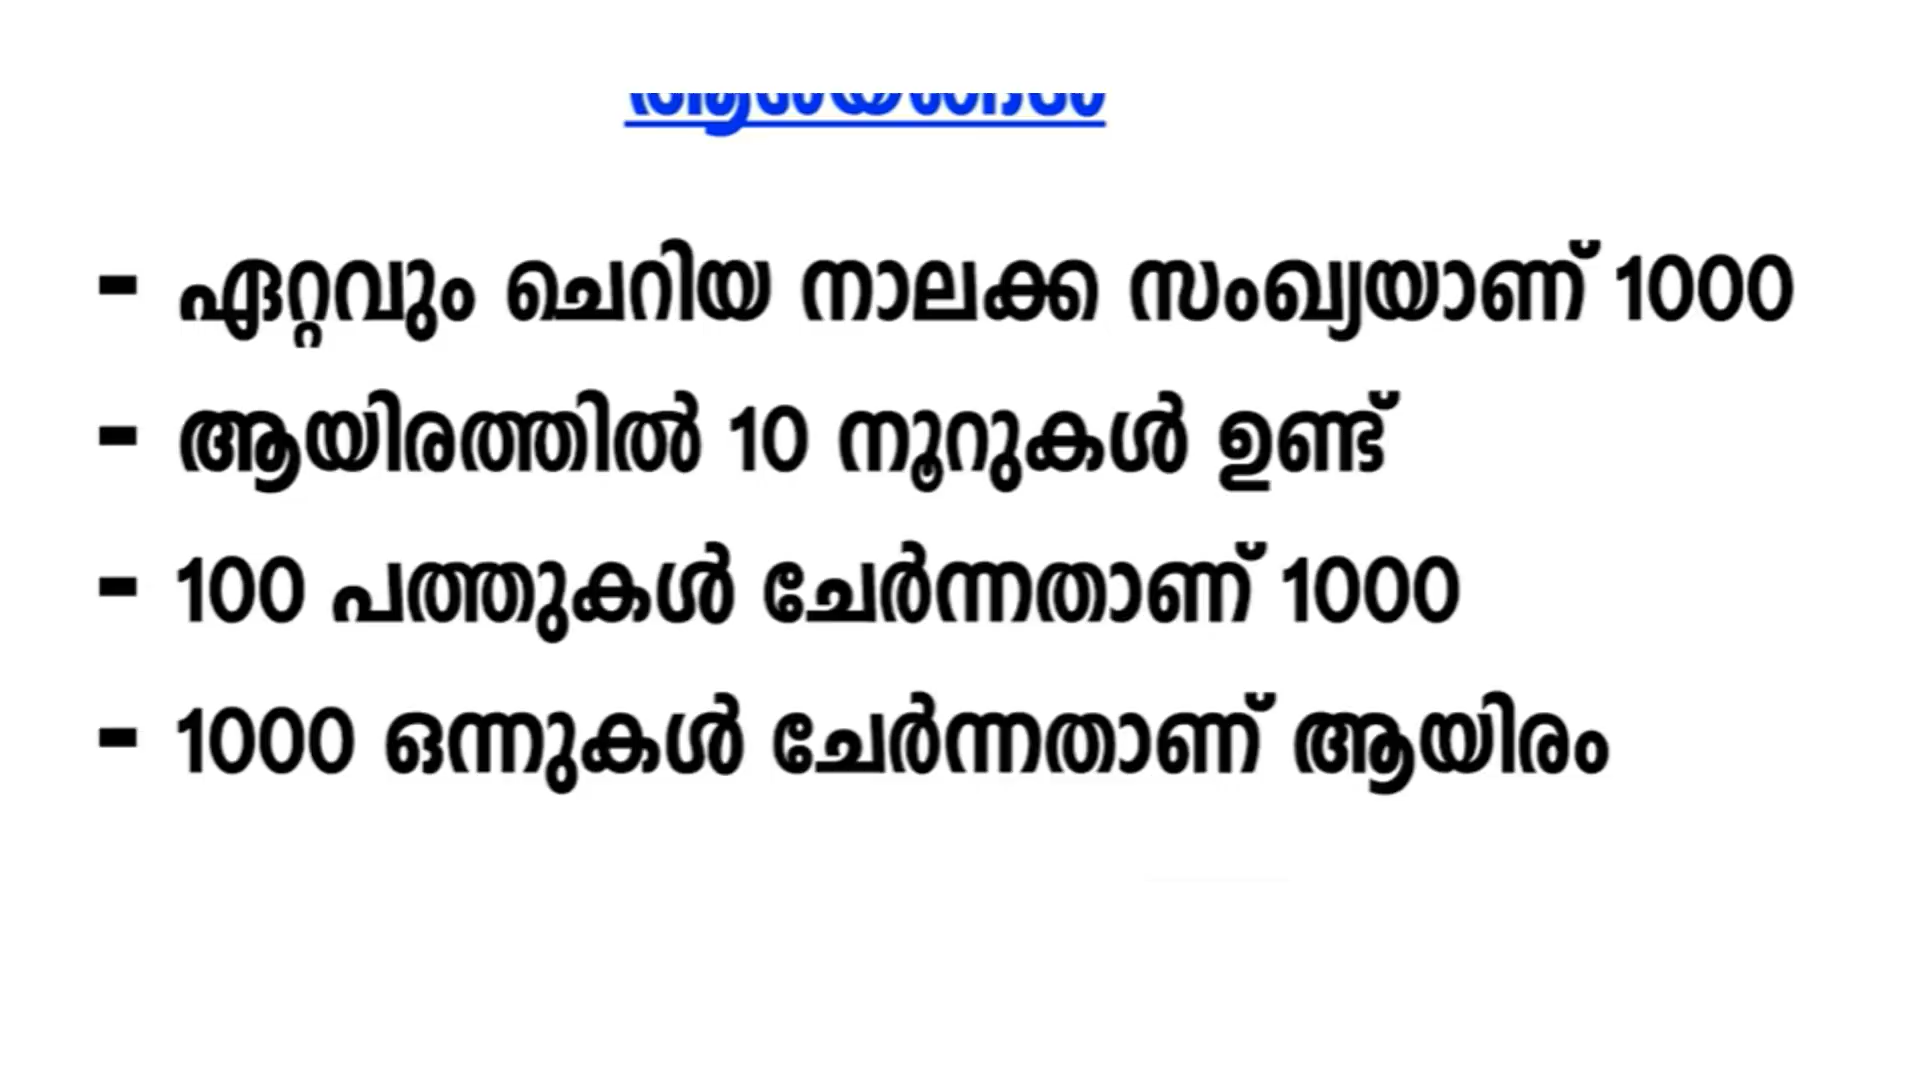 - ഏറ്റവും ചെറിയ നാലക്ക സംഖ്യയാണ് 1000
- ആയിരത്തിൽ 10 നൂറുകൾ ഉണ്ട്
- 100 പത്തുകൾ ചേർന്നതാണ് 1000
- 1000 ഒന്നുകൾ ചേർന്നതാണ് ആയിരം